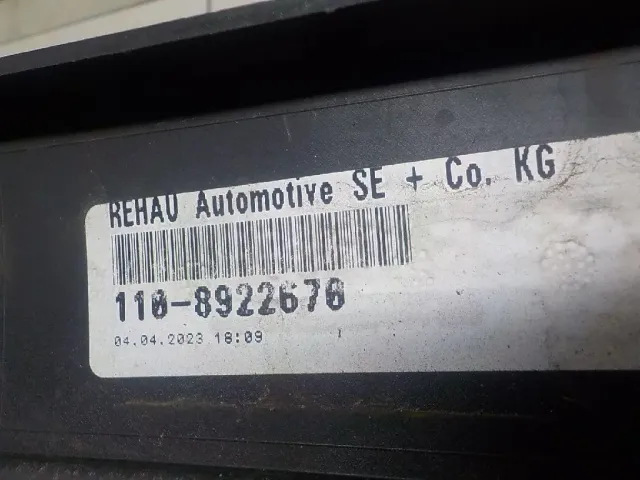 REHAU Automotive SE + Co. KG
110-8922670
04.04.2023 18:09